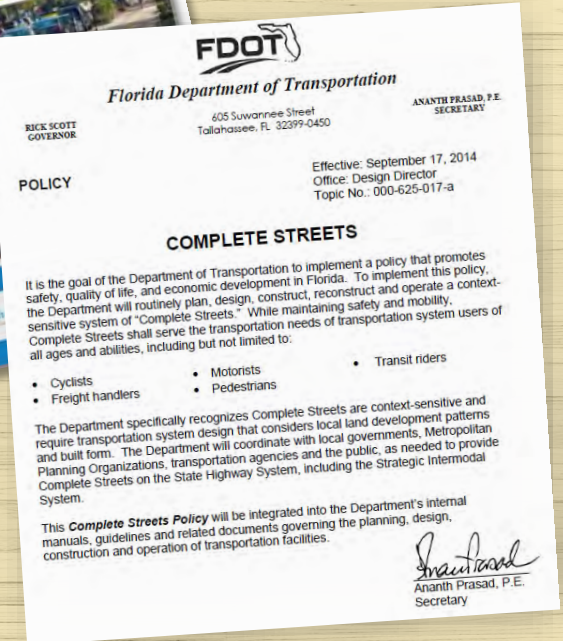 FDOT
Florida Department of Transportation
RICK SCOTT
GOVERNOR
605 Suwannee Street
Tallahassee, FL 32399-0450
ANANTH PRASAD, P.E.
SECRETARY
POLICY
Effective: September 17, 2014
Office: Design Director
Topic No.: 000-625-017-a
COMPLETE STREETS
It is the goal of the Department of Transportation to implement a policy that promotes
safety, quality of life, and economic development in Florida. To implement this policy,
the Department will routinely plan, design, construct, reconstruct and operate a context-
sensitive system of “Complete Streets.” While maintaining safety and mobility,
Complete Streets shall serve the transportation needs of transportation system users of
all ages and abilities, including but not limited to:
• Cyclists
• Freight handlers
• Motorists
• Pedestrians
• Transit riders
The Department specifically recognizes Complete Streets are context-sensitive and
require transportation system design that considers local land development patterns
and built form. The Department will coordinate with local governments, Metropolitan
Planning Organizations, transportation agencies and the public, as needed to provide
Complete Streets on the State Highway System, including the Strategic Intermodal
System.
This Complete Streets Policy will be integrated into the Department's internal
manuals, guidelines and related documents governing the planning, design,
construction and operation of transportation facilities.
Ananth Prasad
Ananth Prasad, P.E.
Secretary